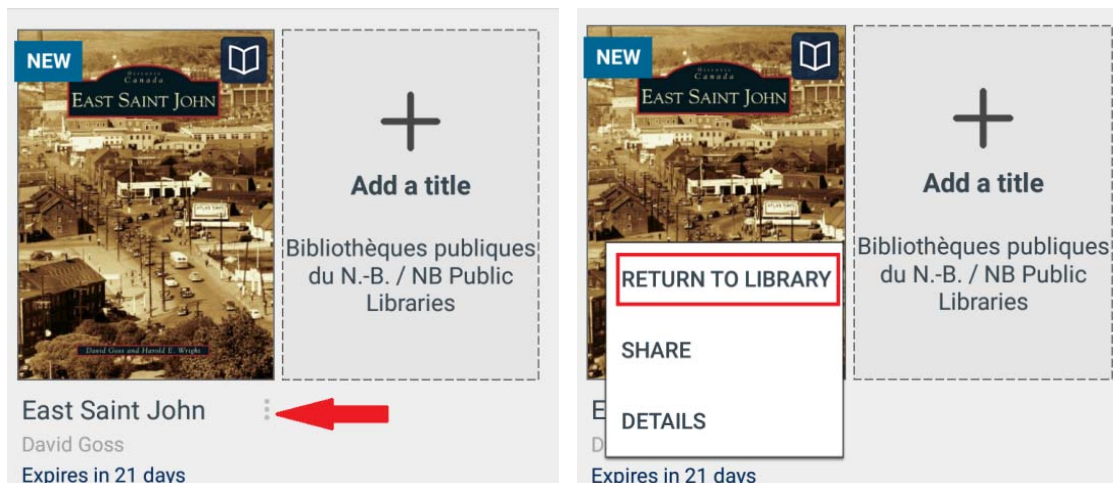 NEW
Historic
Canada
EAST SAINT JOHN
David Goss and Harold E. Wright
Add a title
Bibliothèques publiques
du N.-B. / NB Public
Libraries
East Saint John
David Goss
Expires in 21 days
NEW
Historic
Canada
EAST SAINT JOHN
RETURN TO LIBRARY
SHARE
DETAILS
Add a title
Bibliothèques publiques
du N.-B. / NB Public
Libraries
E
D
Expires in 21 days